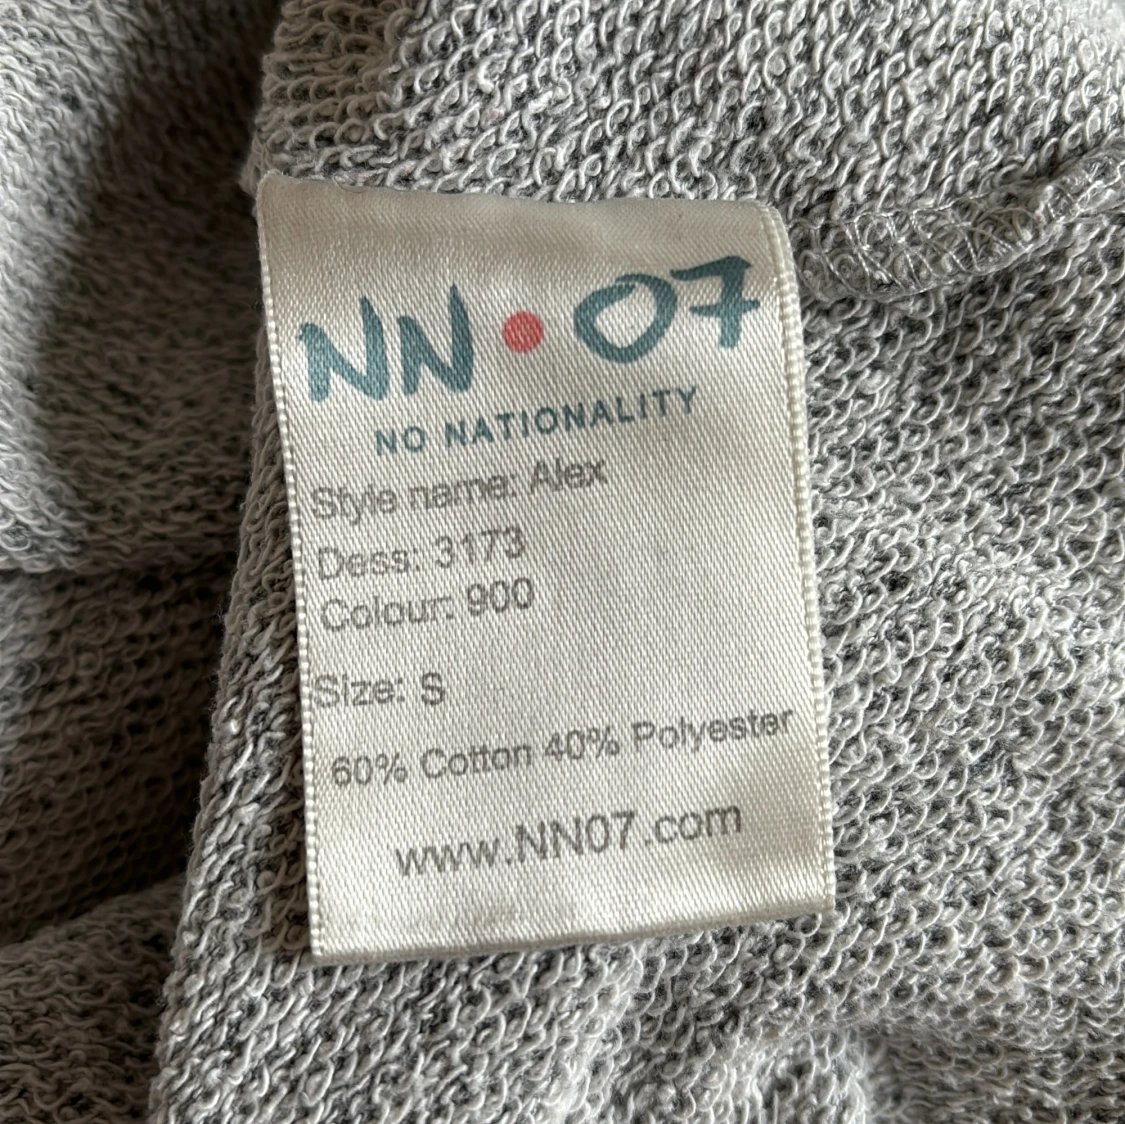 NN•07
NO NATIONALITY
Style name: Alex
Dess: 3173
Colour: 900
Size: S
60% Cotton 40% Polyester
www.NN07.com